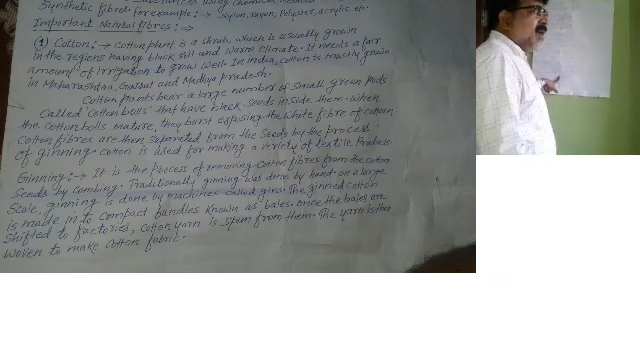 Synthetic fibre. for example: → Nylon, rayon, Polyster, acrylic etc.
Important Natural fibres: →
(1) Cotton: → Cotton plant is a shrub, which is usually grown
in the regions having black soil and warm climate. It needs a fair
amount of irrigation to grow well. In india, cotton is mactly grown
in Maharashtra, Gujarat and Madhya pradesh.
Cotton plants bear a large number of small green pods
Called 'Cotton bolls' that have black seeds in side them. When
the cotton bolls mature, they burst exposing the white fibre of cotton
Cotton fibres are then separated from the seeds by the process
of ginning. Cotton is used for making a variety of textile products.
Ginning: → It is the process of removing cotton fibres from the cotton
Seeds by combing. Traditionally ginning was done by hand. On a large
Scale, ginning is done by machines called gins. The ginned cotton
is made in to compact bundles known as bales. Once the bales are
shifted to factories, cotton yarn is spun from them. The yarn is then
Woven to make cotton fabric.